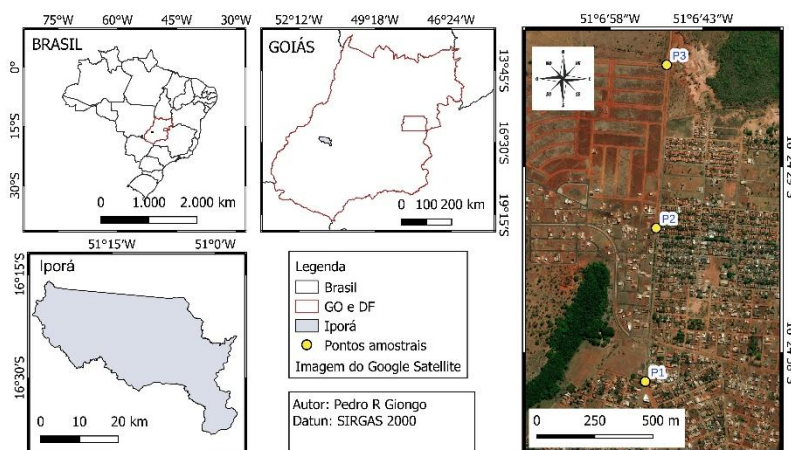 75°W 60°W 45°W 30°W
BRASIL
0°
15°S
30°S
0 1.000 2.000 km
52°12'W 49°18'W 46°24'W
GOIÁS
13°45'S
16°30'S
19°15'S
0 100 200 km
51°15'W 51°0'W
Iporá
16°15'S
16°30'S
0 10 20 km
Legenda
Brasil
GO e DF
Iporá
Pontos amostrais
Imagem do Google Satellite
Autor: Pedro R Giongo
Datun: SIRGAS 2000
51°6'58"W 51°6'43"W
P3
P2
P1
0 250 500 m